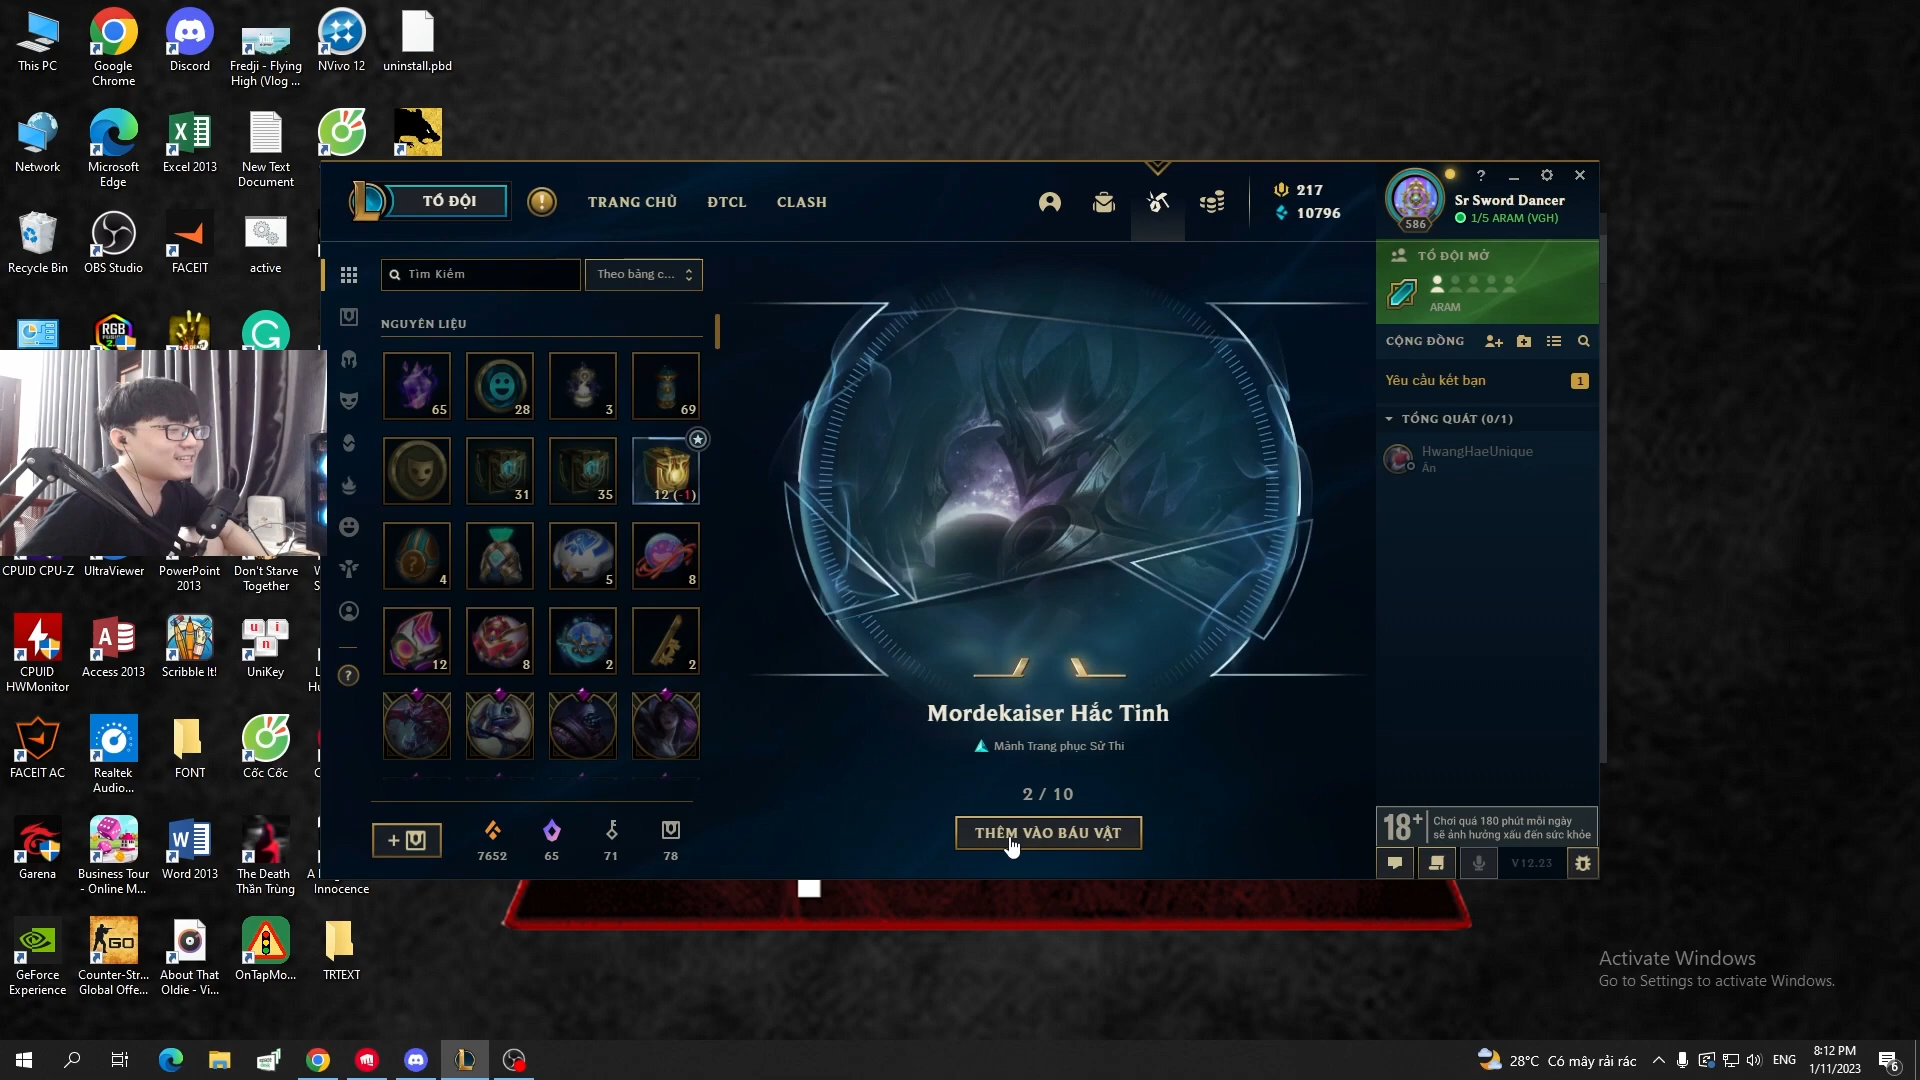 This PC
Google
Chrome
Discord
Fredji - Flying
High (Vlog ...
NVivo 12
uninstall.pbd
Network
Microsoft
Edge
Excel 2013
New Text
Document
Recycle Bin
OBS Studio
FACEIT
active
RGB
CPUID CPU-Z
UltraViewer
PowerPoint
2013
Don't Starve
Together
CPUID
HWMonitor
Access 2013
Scribble It!
UniKey
FACEIT AC
Realtek
Audio...
FONT
Cốc Cốc
Garena
Business Tour
- Online M...
Word 2013
The Death
Thần Trùng
Innocence
GeForce
Experience
Counter-Str...
Global Offe...
About That
Oldie - Vi...
OnTapMo...
TRTEXT
TỔ ĐỘI
TRANG CHỦ
ĐTCL
CLASH
217
10796
586
Sr Sword Dancer
1/5 ARAM (VGH)
TỔ ĐỘI MỞ
ARAM
CỘNG ĐỒNG
Yêu cầu kết bạn
1
TỔNG QUÁT (0/1)
HwangHaeUnique
Ẩn
Tìm Kiếm
Theo bảng c...
NGUYÊN LIỆU
65
28
3
69
31
35
12 (-1)
4
5
8
12
8
2
2
7652
65
71
78
Mordekaiser Hắc Tinh
Mảnh Trang phục Sử Thi
2 / 10
THÊM VÀO BÁU VẬT
18+
Chơi quá 180 phút mỗi ngày
sẽ ảnh hưởng xấu đến sức khỏe
V12.23
Activate Windows
Go to Settings to activate Windows.
28°C Có mây rải rác
ENG
8:12 PM
1/11/2023
6